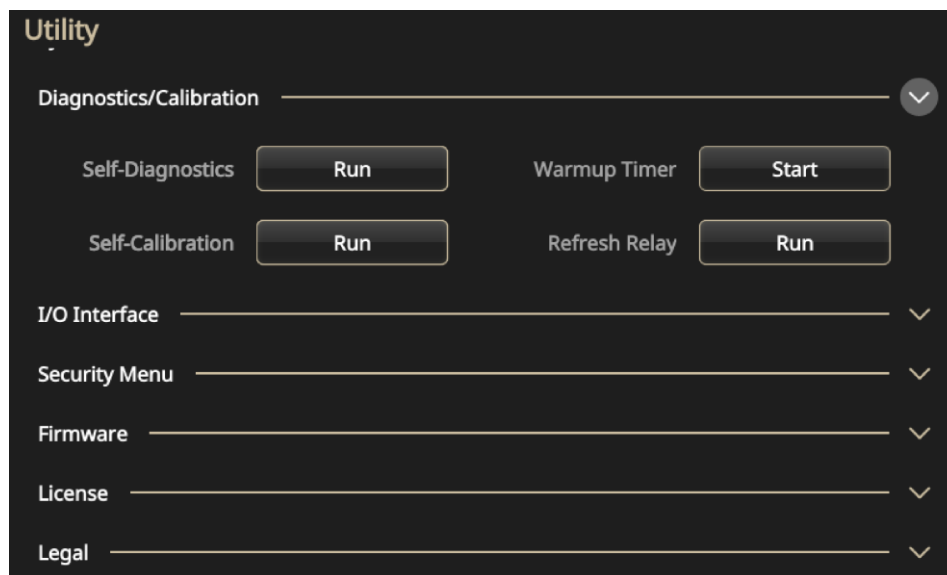 Utility
Diagnostics/Calibration
Self-Diagnostics Run Warmup Timer Start
Self-Calibration Run Refresh Relay Run
I/O Interface
Security Menu
Firmware
License
Legal